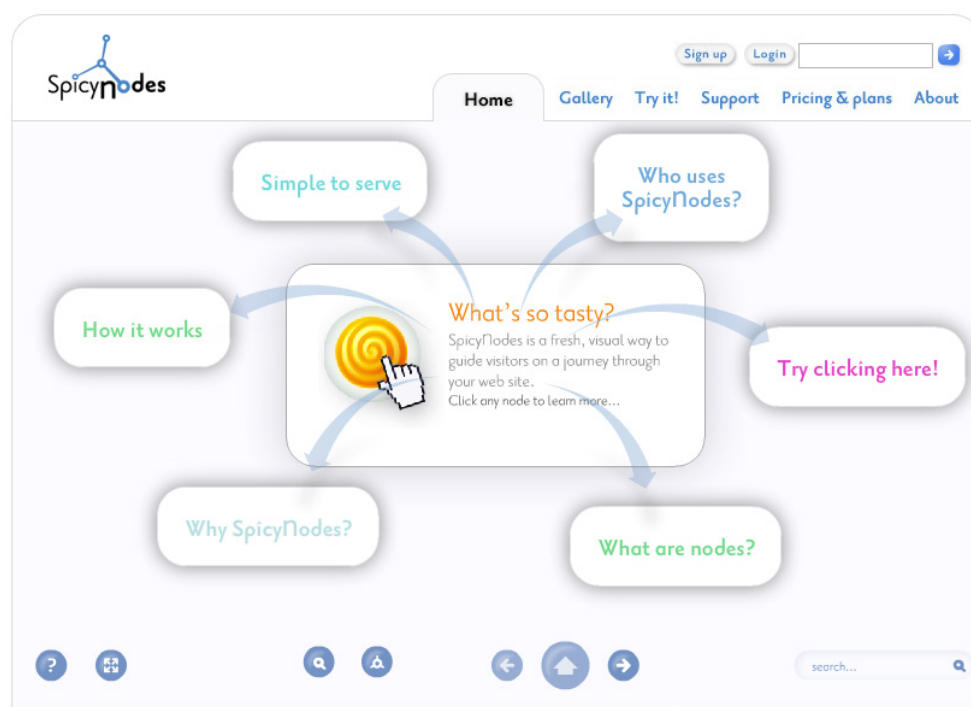 SpicyNodes
Sign up Login
Home Gallery Try it! Support Pricing & plans About
Simple to serve
Who uses
SpicyNodes?
How it works
What's so tasty?
SpicyNodes is a fresh, visual way to
guide visitors on a journey through
your web site.
Click any node to learn more...
Try clicking here!
Why SpicyNodes?
What are nodes?
?
search...